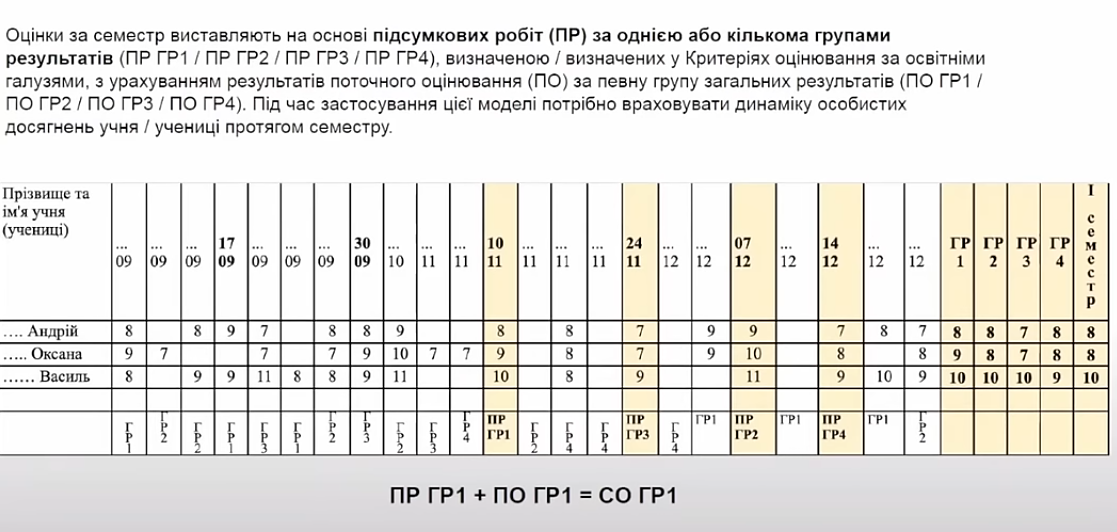 Оцінки за семестр виставляють на основі підсумкових робіт (ПР) за однією або кількома групами
результатів (ПР ГР1 / ПР ГР2 / ПР ГР3 / ПР ГР4), визначеною / визначених у Критеріях оцінювання за освітніми
галузями, з урахуванням результатів поточного оцінювання (ПО) за певну групу загальних результатів (ПО ГР1 /
ПО ГР2 / ПО ГР3 / ПО ГР4). Під час застосування цієї моделі потрібно враховувати динаміку особистих
досягнень учня / учениці протягом семестру.
Прізвище та
ім'я учня
(учениці)
... ... ... 17 ... ... ... 30 ... ... ... 10 ... ... ... 24 ... ... 07 ... 14 ... ... ГР ГР ГР ГР І семестр
09 09 09 09 09 09 09 09 10 11 11 11 11 11 11 11 12 12 12 12 12 12 12 1 2 3 4
.... Андрій 8 8 9 7 8 8 9 8 8 7 9 9 7 8 7 8 8 7 8 8
..... Оксана 9 7 7 7 9 10 7 7 9 8 7 9 10 8 8 9 8 7 8 8
...... Василь 8 9 9 11 8 8 9 11 10 8 9 11 9 10 9 10 10 10 9 10
ГР1 ГР2 ГР2 ГР1 ГР3 ГР1 ГР2 ГР3 ГР2 ГР3 ГР4 ПР ГР1 ГР2 ГР4 ГР4 ПР ГР3 ГР4 ГР1 ПР ГР2 ГР1 ПР ГР4 ГР1 ГР2
ПР ГР1 + ПО ГР1 = СО ГР1